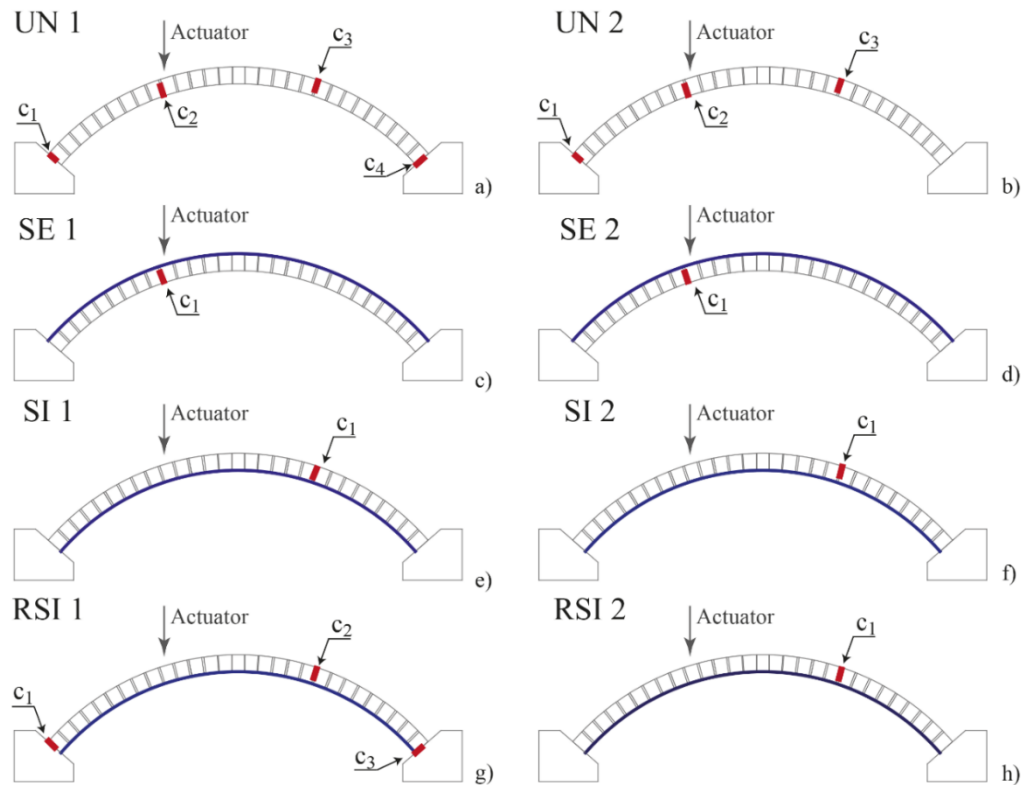 UN 1
Actuator
c3
c1
c2
c4
a)
UN 2
Actuator
c3
c1
c2
b)
SE 1
Actuator
c1
c)
SE 2
Actuator
c1
d)
SI 1
Actuator
c1
e)
SI 2
Actuator
c1
f)
RSI 1
Actuator
c2
c1
c3
g)
RSI 2
Actuator
c1
h)